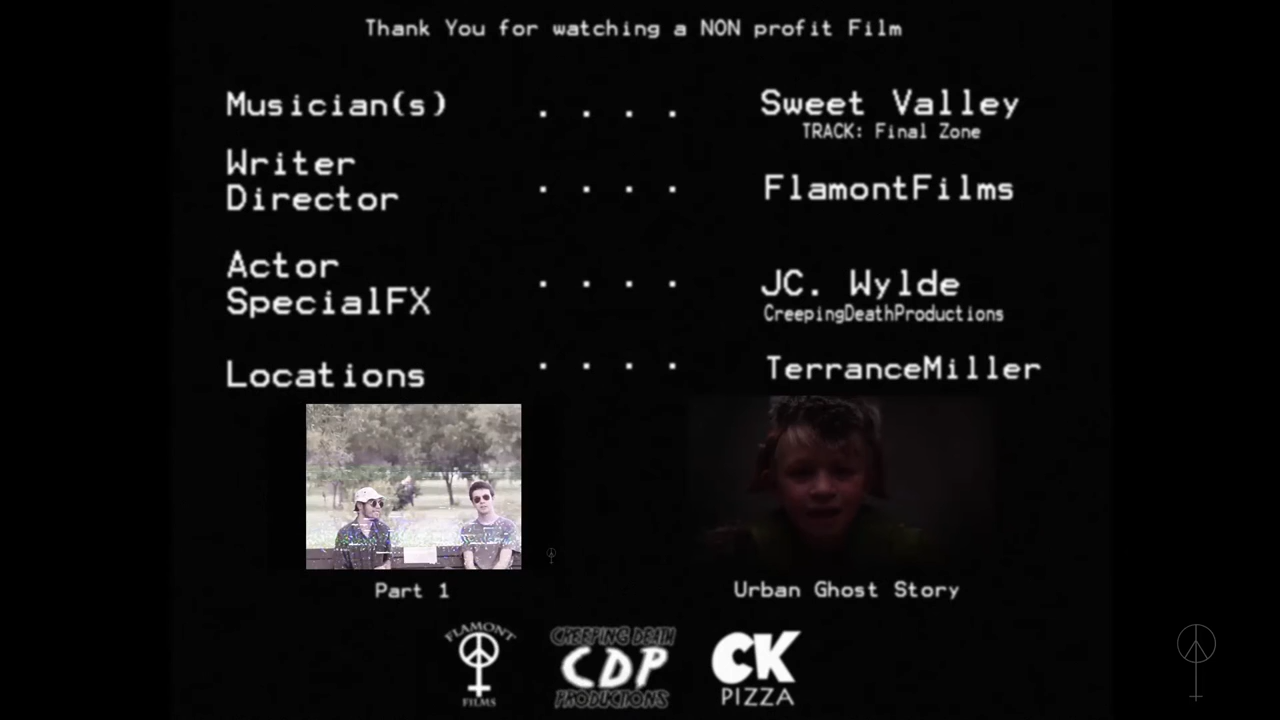 Thank You for watching a NON profit Film
Musician(s) . . . . Sweet Valley
TRACK: Final Zone
Writer
Director . . . . FlamontFilms
Actor
SpecialFX . . . . JC. Wylde
CreepingDeathProductions
Locations . . . . TerranceMiller
Part 1
Urban Ghost Story
FLAMONT
FILMS
CREEPING DEATH
CDP
PRODUCTIONS
CK
PIZZA